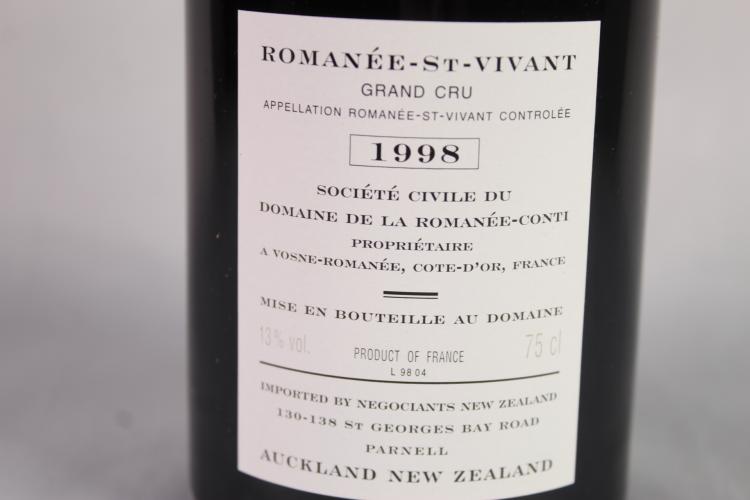 ROMANÉE-ST-VIVANT
GRAND CRU
APPELLATION ROMANÉE-ST-VIVANT CONTROLÉE
1998
SOCIÉTÉ CIVILE DU
DOMAINE DE LA ROMANÉE-CONTI
PROPRIÉTAIRE
A VOSNE-ROMANÉE, COTE-D'OR, FRANCE
MISE EN BOUTEILLE AU DOMAINE
13% vol. PRODUCT OF FRANCE 75 cl
L 98 04
IMPORTED BY NEGOCIANTS NEW ZEALAND
130-138 ST GEORGES BAY ROAD
PARNELL
AUCKLAND NEW ZEALAND